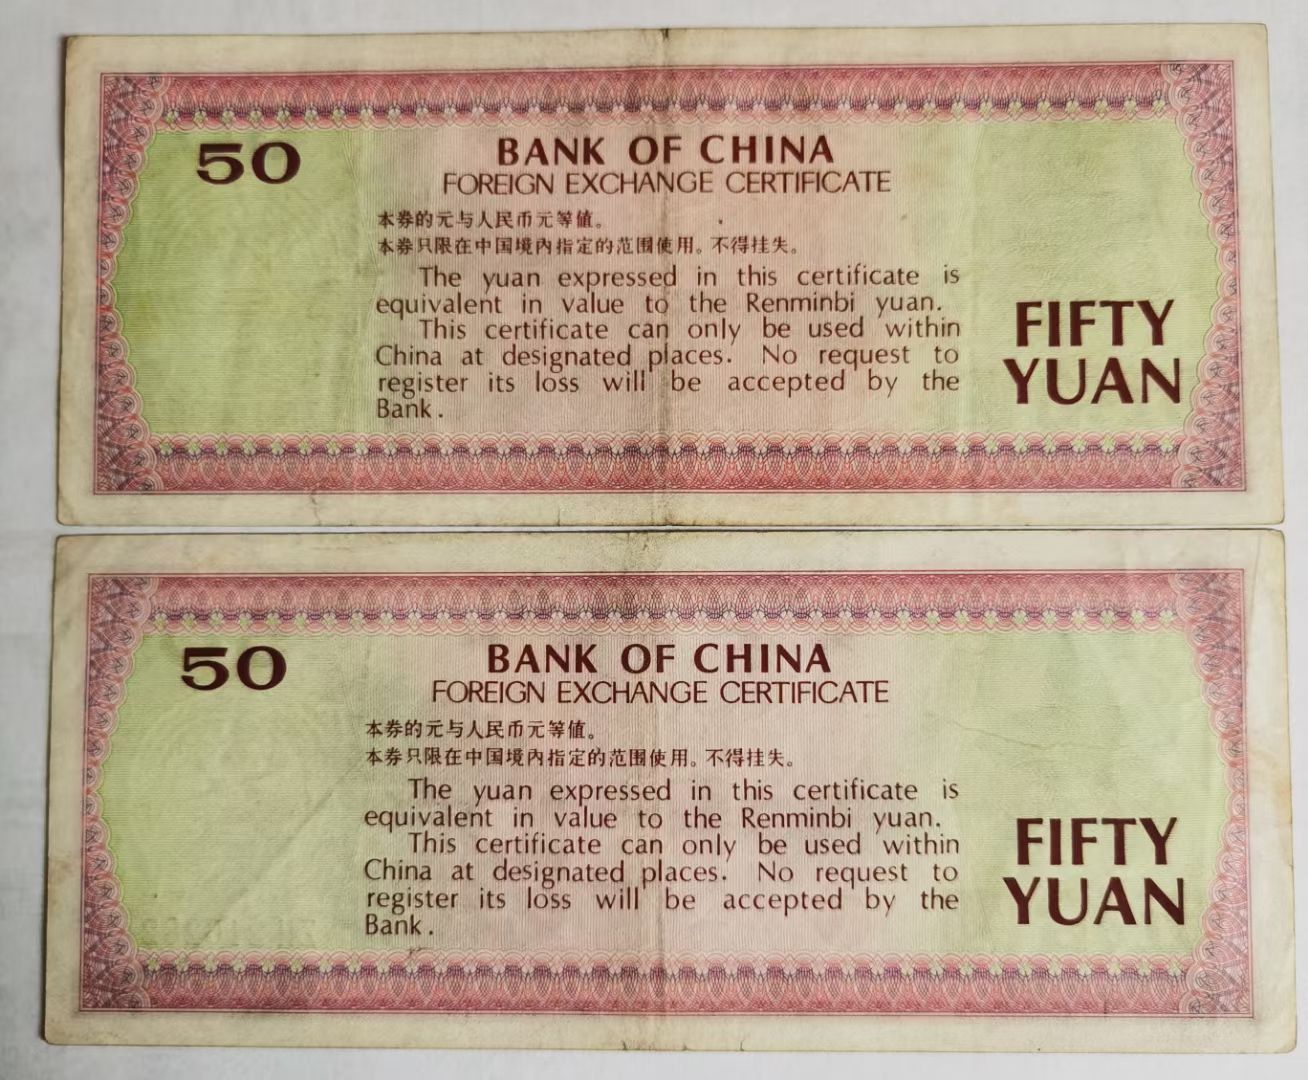 50
BANK OF CHINA
FOREIGN EXCHANGE CERTIFICATE
本券的元与人民币元等值。
本券只限在中国境内指定的范围使用。不得挂失。
The yuan expressed in this certificate is
equivalent in value to the Renminbi yuan.
This certificate can only be used within
China at designated places. No request to
register its loss will be accepted by the
Bank.
FIFTY
YUAN
50
BANK OF CHINA
FOREIGN EXCHANGE CERTIFICATE
本券的元与人民币元等值。
本券只限在中国境内指定的范围使用。不得挂失。
The yuan expressed in this certificate is
equivalent in value to the Renminbi yuan.
This certificate can only be used within
China at designated places. No request to
register its loss will be accepted by the
Bank.
FIFTY
YUAN